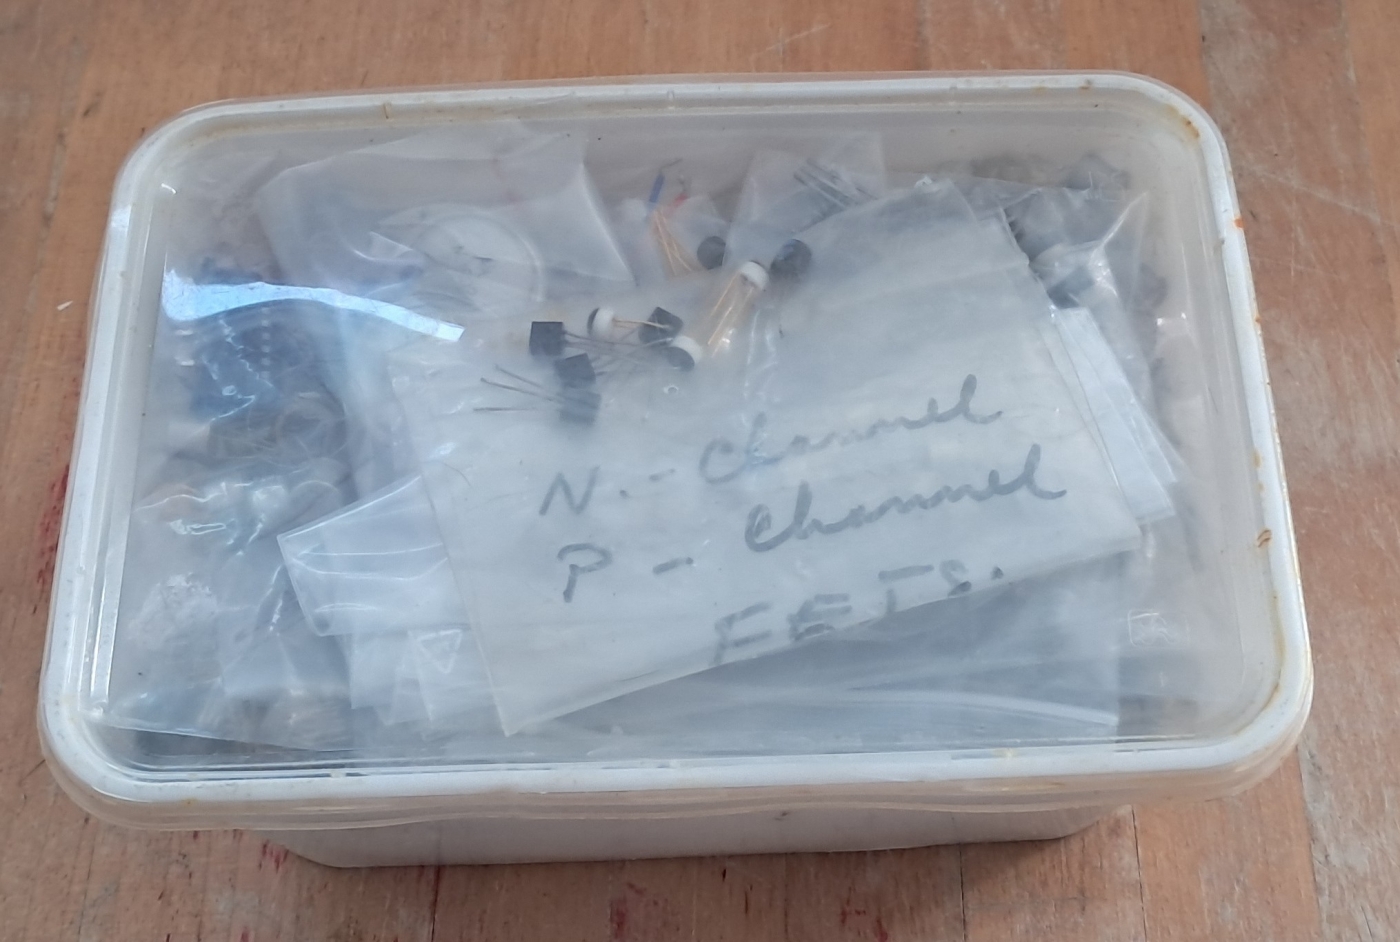 N. - Channel
P - Channel
FETS.